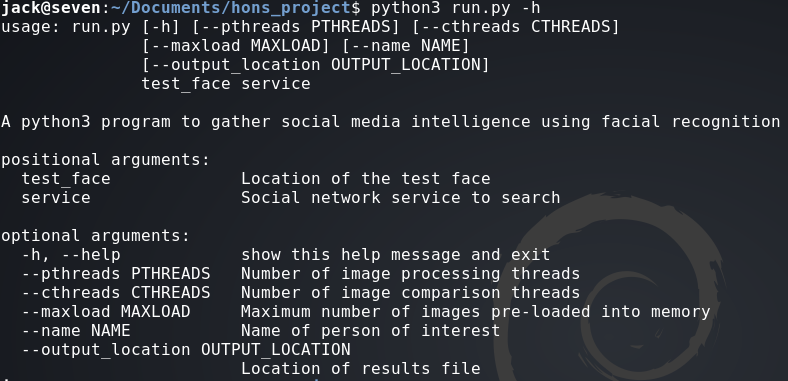 jack@seven:~/Documents/hons_project$ python3 run.py -h
usage: run.py [-h] [--pthreads PTHREADS] [--cthreads CTHREADS]
              [--maxload MAXLOAD] [--name NAME]
              [--output_location OUTPUT_LOCATION]
              test_face service

A python3 program to gather social media intelligence using facial recognition

positional arguments:
  test_face             Location of the test face
  service               Social network service to search

optional arguments:
  -h, --help            show this help message and exit
  --pthreads PTHREADS   Number of image processing threads
  --cthreads CTHREADS   Number of image comparison threads
  --maxload MAXLOAD     Maximum number of images pre-loaded into memory
  --name NAME           Name of person of interest
  --output_location OUTPUT_LOCATION
                        Location of results file